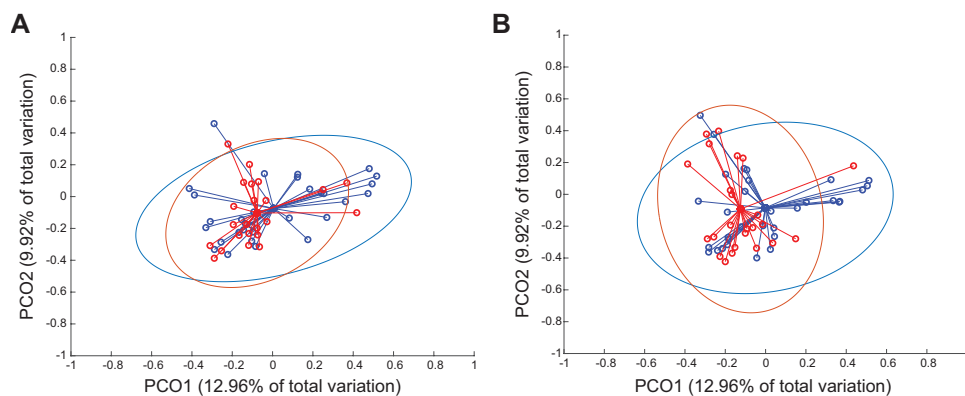 A
B
PCO2 (9.92% of total variation)
1
0.8
0.6
0.4
0.2
0
-0.2
-0.4
-0.6
-0.8
-1
-1 -0.8 -0.6 -0.4 -0.2 0 0.2 0.4 0.6 0.8 1
PCO1 (12.96% of total variation)
PCO2 (9.92% of total variation)
1
0.8
0.6
0.4
0.2
0
-0.2
-0.4
-0.6
-0.8
-1
-1 -0.8 -0.6 -0.4 -0.2 0 0.2 0.4 0.6 0.8
PCO1 (12.96% of total variation)